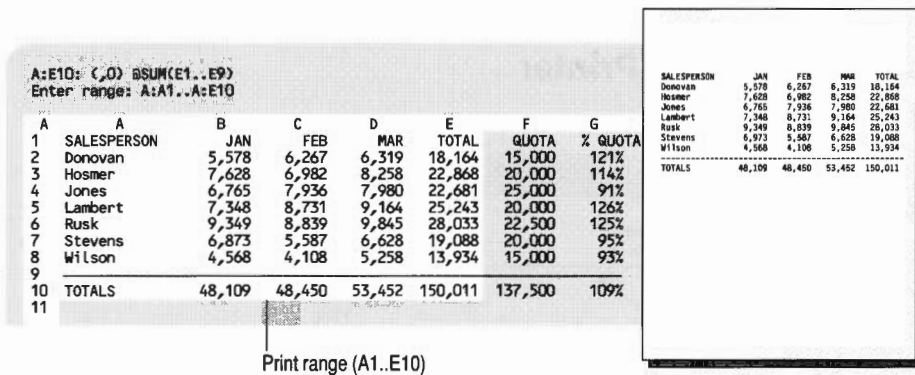 A:E10: (,0) @SUM(E1..E9)
Enter range: A:A1..A:E10
A A B C D E F G
1 SALESPERSON JAN FEB MAR TOTAL QUOTA % QUOTA
2 Donovan 5,578 6,267 6,319 18,164 15,000 121%
3 Hosmer 7,628 6,982 8,258 22,868 20,000 114%
4 Jones 6,765 7,936 7,980 22,681 25,000 91%
5 Lambert 7,348 8,731 9,164 25,243 20,000 126%
6 Rusk 9,349 8,839 9,845 28,033 22,500 125%
7 Stevens 6,873 5,587 6,628 19,088 20,000 95%
8 Wilson 4,568 4,108 5,258 13,934 15,000 93%
9
10 TOTALS 48,109 48,450 53,452 150,011 137,500 109%
11
Print range (A1..E10)
SALESPERSON JAN FEB MAR TOTAL
Donovan 5,578 6,267 6,319 18,164
Hosmer 7,628 6,982 8,258 22,868
Jones 6,765 7,936 7,980 22,681
Lambert 7,348 8,731 9,164 25,243
Rusk 9,349 8,839 9,845 28,033
Stevens 6,873 5,587 6,628 19,088
Wilson 4,568 4,108 5,258 13,934
TOTALS 48,109 48,450 53,452 150,011